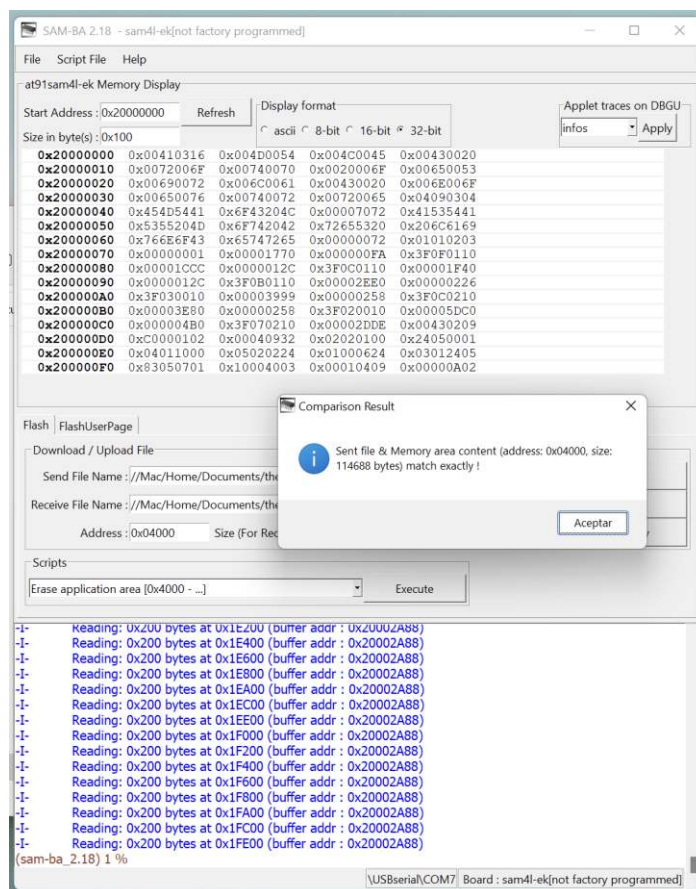 SAM-BA 2.18 - sam4l-ek[not factory programmed]
File Script File Help
at91sam4l-ek Memory Display
Start Address : 0x20000000 Refresh Display format Applet traces on DBGU
Size in byte(s) : 0x100 ascii 8-bit 16-bit 32-bit infos Apply
0x20000000 0x00410316 0x004D0054 0x004C0045 0x00430020
0x20000010 0x0072006F 0x00740070 0x0020006F 0x00650053
0x20000020 0x00690072 0x006C0061 0x00430020 0x006E006F
0x20000030 0x00650076 0x00740072 0x00720065 0x04090304
0x20000040 0x454D5441 0x6F43204C 0x00007072 0x41535441
0x20000050 0x5355204D 0x6F742042 0x72655320 0x206C6169
0x20000060 0x766E6F43 0x65747265 0x00000072 0x01010203
0x20000070 0x00000001 0x00001770 0x000000FA 0x3F0F0110
0x20000080 0x00001CCC 0x0000012C 0x3F0C0110 0x00001F40
0x20000090 0x0000012C 0x3F0B0110 0x00002EE0 0x00000226
0x200000A0 0x3F030010 0x00003999 0x00000258 0x3F0C0210
0x200000B0 0x00003E80 0x00000258 0x3F020010 0x00005DC0
0x200000C0 0x000004B0 0x3F070210 0x00002DDE 0x00430209
0x200000D0 0xC0000102 0x00040932 0x02020100 0x24050001
0x200000E0 0x04011000 0x05020224 0x01000624 0x03012405
0x200000F0 0x83050701 0x10004003 0x00010409 0x00000A02
Comparison Result
Sent file & Memory area content (address: 0x04000, size:
114688 bytes) match exactly !
Aceptar
Flash FlashUserPage
Download / Upload File
Send File Name : //Mac/Home/Documents/the
Receive File Name : //Mac/Home/Documents/the
Address : 0x04000 Size (For Rec
Scripts
Erase application area [0x4000 - ...] Execute
-I- Reading: 0x200 bytes at 0x1E200 (buffer addr : 0x20002A88)
-I- Reading: 0x200 bytes at 0x1E400 (buffer addr : 0x20002A88)
-I- Reading: 0x200 bytes at 0x1E600 (buffer addr : 0x20002A88)
-I- Reading: 0x200 bytes at 0x1E800 (buffer addr : 0x20002A88)
-I- Reading: 0x200 bytes at 0x1EA00 (buffer addr : 0x20002A88)
-I- Reading: 0x200 bytes at 0x1EC00 (buffer addr : 0x20002A88)
-I- Reading: 0x200 bytes at 0x1EE00 (buffer addr : 0x20002A88)
-I- Reading: 0x200 bytes at 0x1F000 (buffer addr : 0x20002A88)
-I- Reading: 0x200 bytes at 0x1F200 (buffer addr : 0x20002A88)
-I- Reading: 0x200 bytes at 0x1F400 (buffer addr : 0x20002A88)
-I- Reading: 0x200 bytes at 0x1F600 (buffer addr : 0x20002A88)
-I- Reading: 0x200 bytes at 0x1F800 (buffer addr : 0x20002A88)
-I- Reading: 0x200 bytes at 0x1FA00 (buffer addr : 0x20002A88)
-I- Reading: 0x200 bytes at 0x1FC00 (buffer addr : 0x20002A88)
-I- Reading: 0x200 bytes at 0x1FE00 (buffer addr : 0x20002A88)
(sam-ba_2.18) 1 %
\USBserial\COM7 Board : sam4l-ek[not factory programmed]